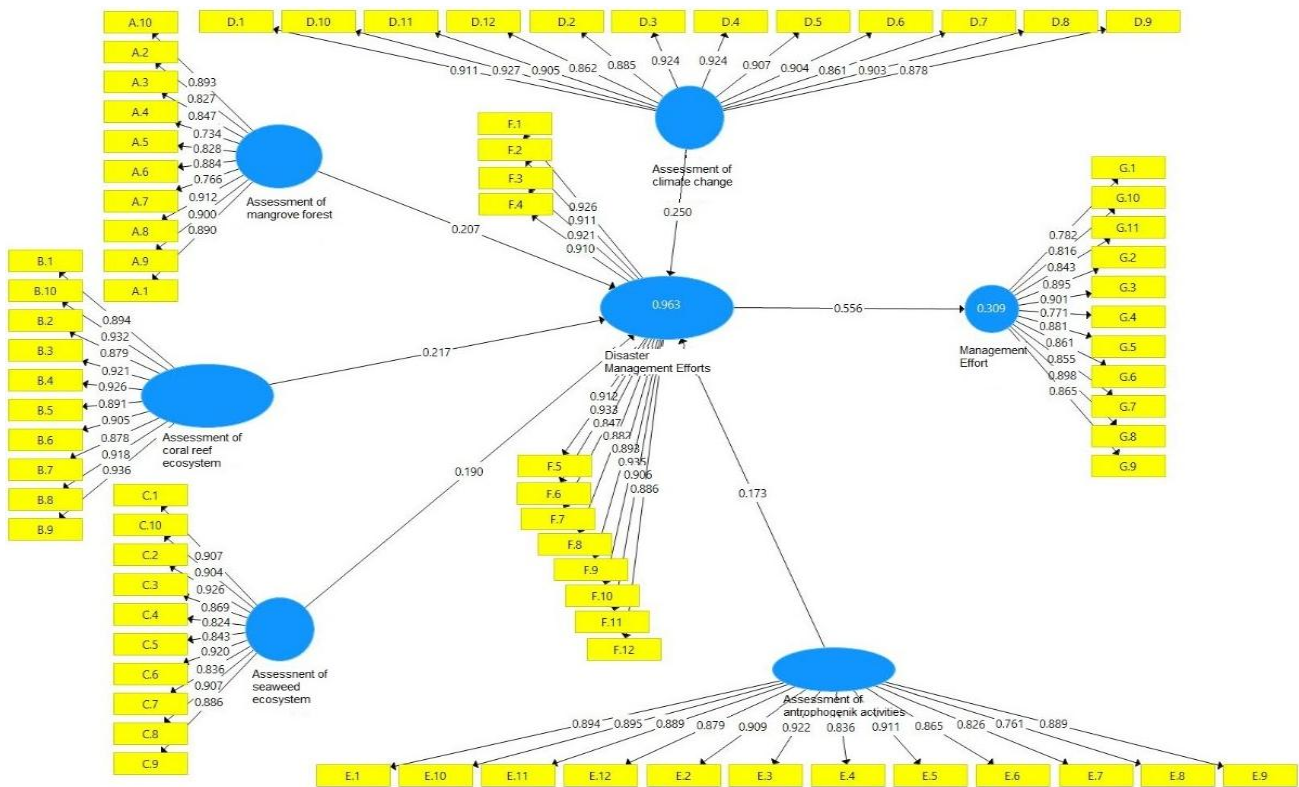 A.10
A.2
A.3
A.4
A.5
A.6
A.7
A.8
A.9
A.1
0.893
0.827
0.847
0.734
0.828
0.884
0.766
0.912
0.900
0.890
Assessment of
mangrove forest
D.1
D.10
D.11
D.12
D.2
D.3
D.4
D.5
D.6
D.7
D.8
D.9
0.911
0.927
0.905
0.862
0.885
0.924
0.924
0.907
0.904
0.861
0.903
0.878
Assessment of
climate change
0.250
0.207
F.1
F.2
F.3
F.4
0.926
0.911
0.921
0.910
B.1
B.10
B.2
B.3
B.4
B.5
B.6
B.7
B.8
B.9
0.894
0.932
0.879
0.921
0.926
0.891
0.905
0.878
0.918
0.936
Assessment of
coral reef
ecosystem
0.217
0.963
Disaster
Management Efforts
0.556
0.309
Management
Effort
G.1
G.10
G.11
G.2
G.3
G.4
G.5
G.6
G.7
G.8
G.9
0.782
0.816
0.843
0.895
0.901
0.771
0.881
0.861
0.855
0.898
0.865
0.912
0.933
0.847
0.893
0.906
0.886
F.5
F.6
F.7
F.8
F.9
F.10
F.11
F.12
0.190
0.173
C.1
C.10
C.2
C.3
C.4
C.5
C.6
C.7
C.8
C.9
0.907
0.904
0.926
0.869
0.824
0.843
0.920
0.836
0.907
0.886
Assessnent of
seaweed
ecosystem
Assessment of
antrophogenik activities
0.894
0.895
0.889
0.879
0.909
0.922
0.836
0.911
0.865
0.826
0.761
0.889
E.1
E.10
E.11
E.12
E.2
E.3
E.4
E.5
E.6
E.7
E.8
E.9